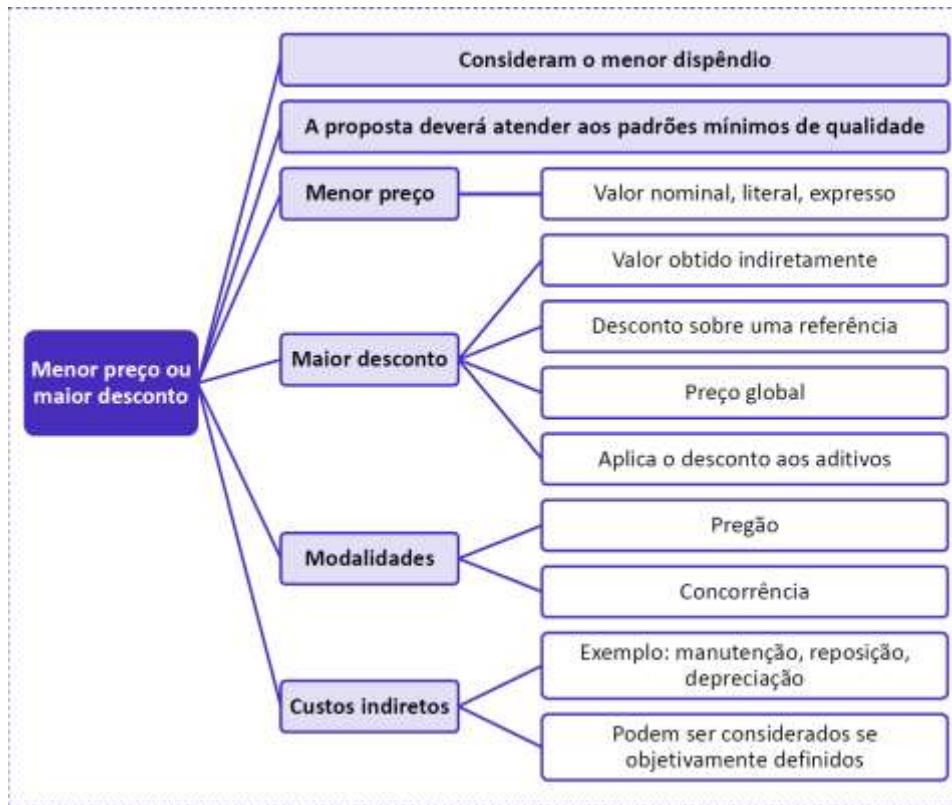 Consideram o menor dispêndio
A proposta deverá atender aos padrões mínimos de qualidade
Menor preço
Valor nominal, literal, expresso
Valor obtido indiretamente
Desconto sobre uma referência
Menor preço ou
maior desconto
Maior desconto
Preço global
Aplica o desconto aos aditivos
Modalidades
Pregão
Concorrência
Custos indiretos
Exemplo: manutenção, reposição,
depreciação
Podem ser considerados se
objetivamente definidos